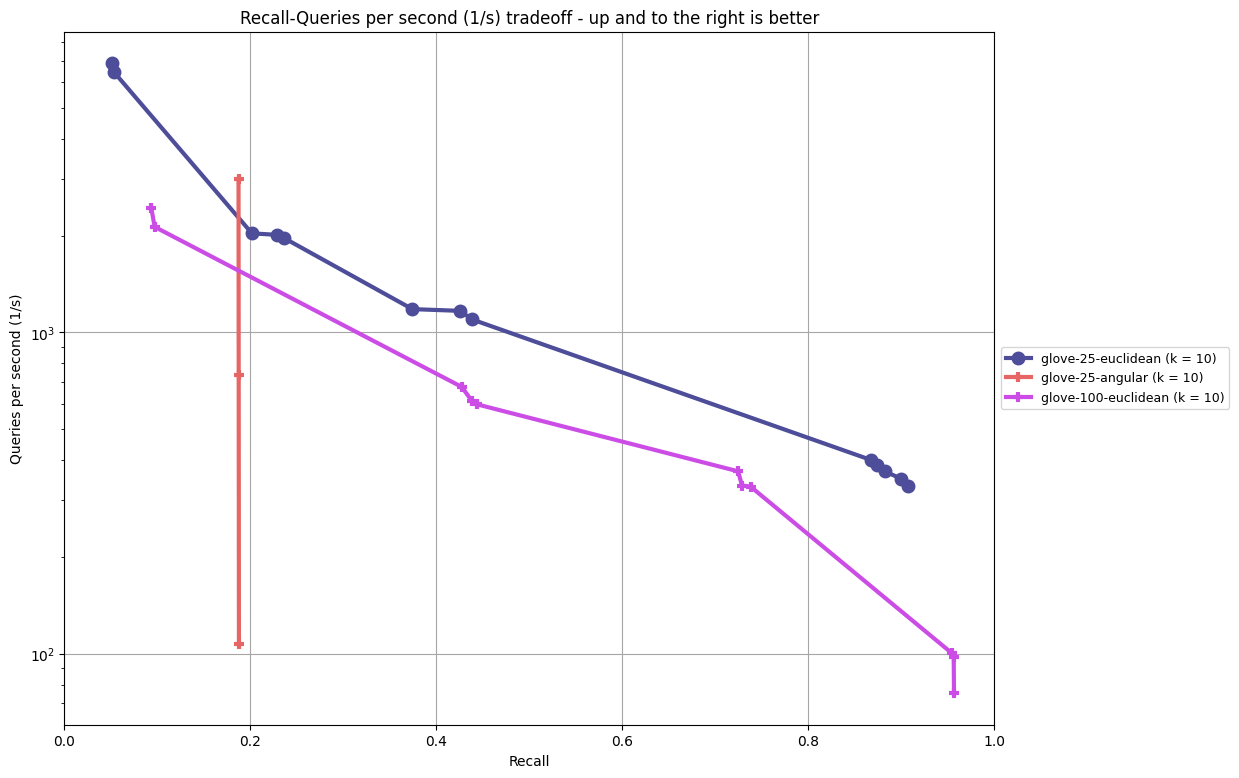 Recall-Queries per second (1/s) tradeoff - up and to the right is better
Queries per second (1/s)
10³
10²
0.0 0.2 0.4 0.6 0.8 1.0
Recall
glove-25-euclidean (k = 10)
glove-25-angular (k = 10)
glove-100-euclidean (k = 10)